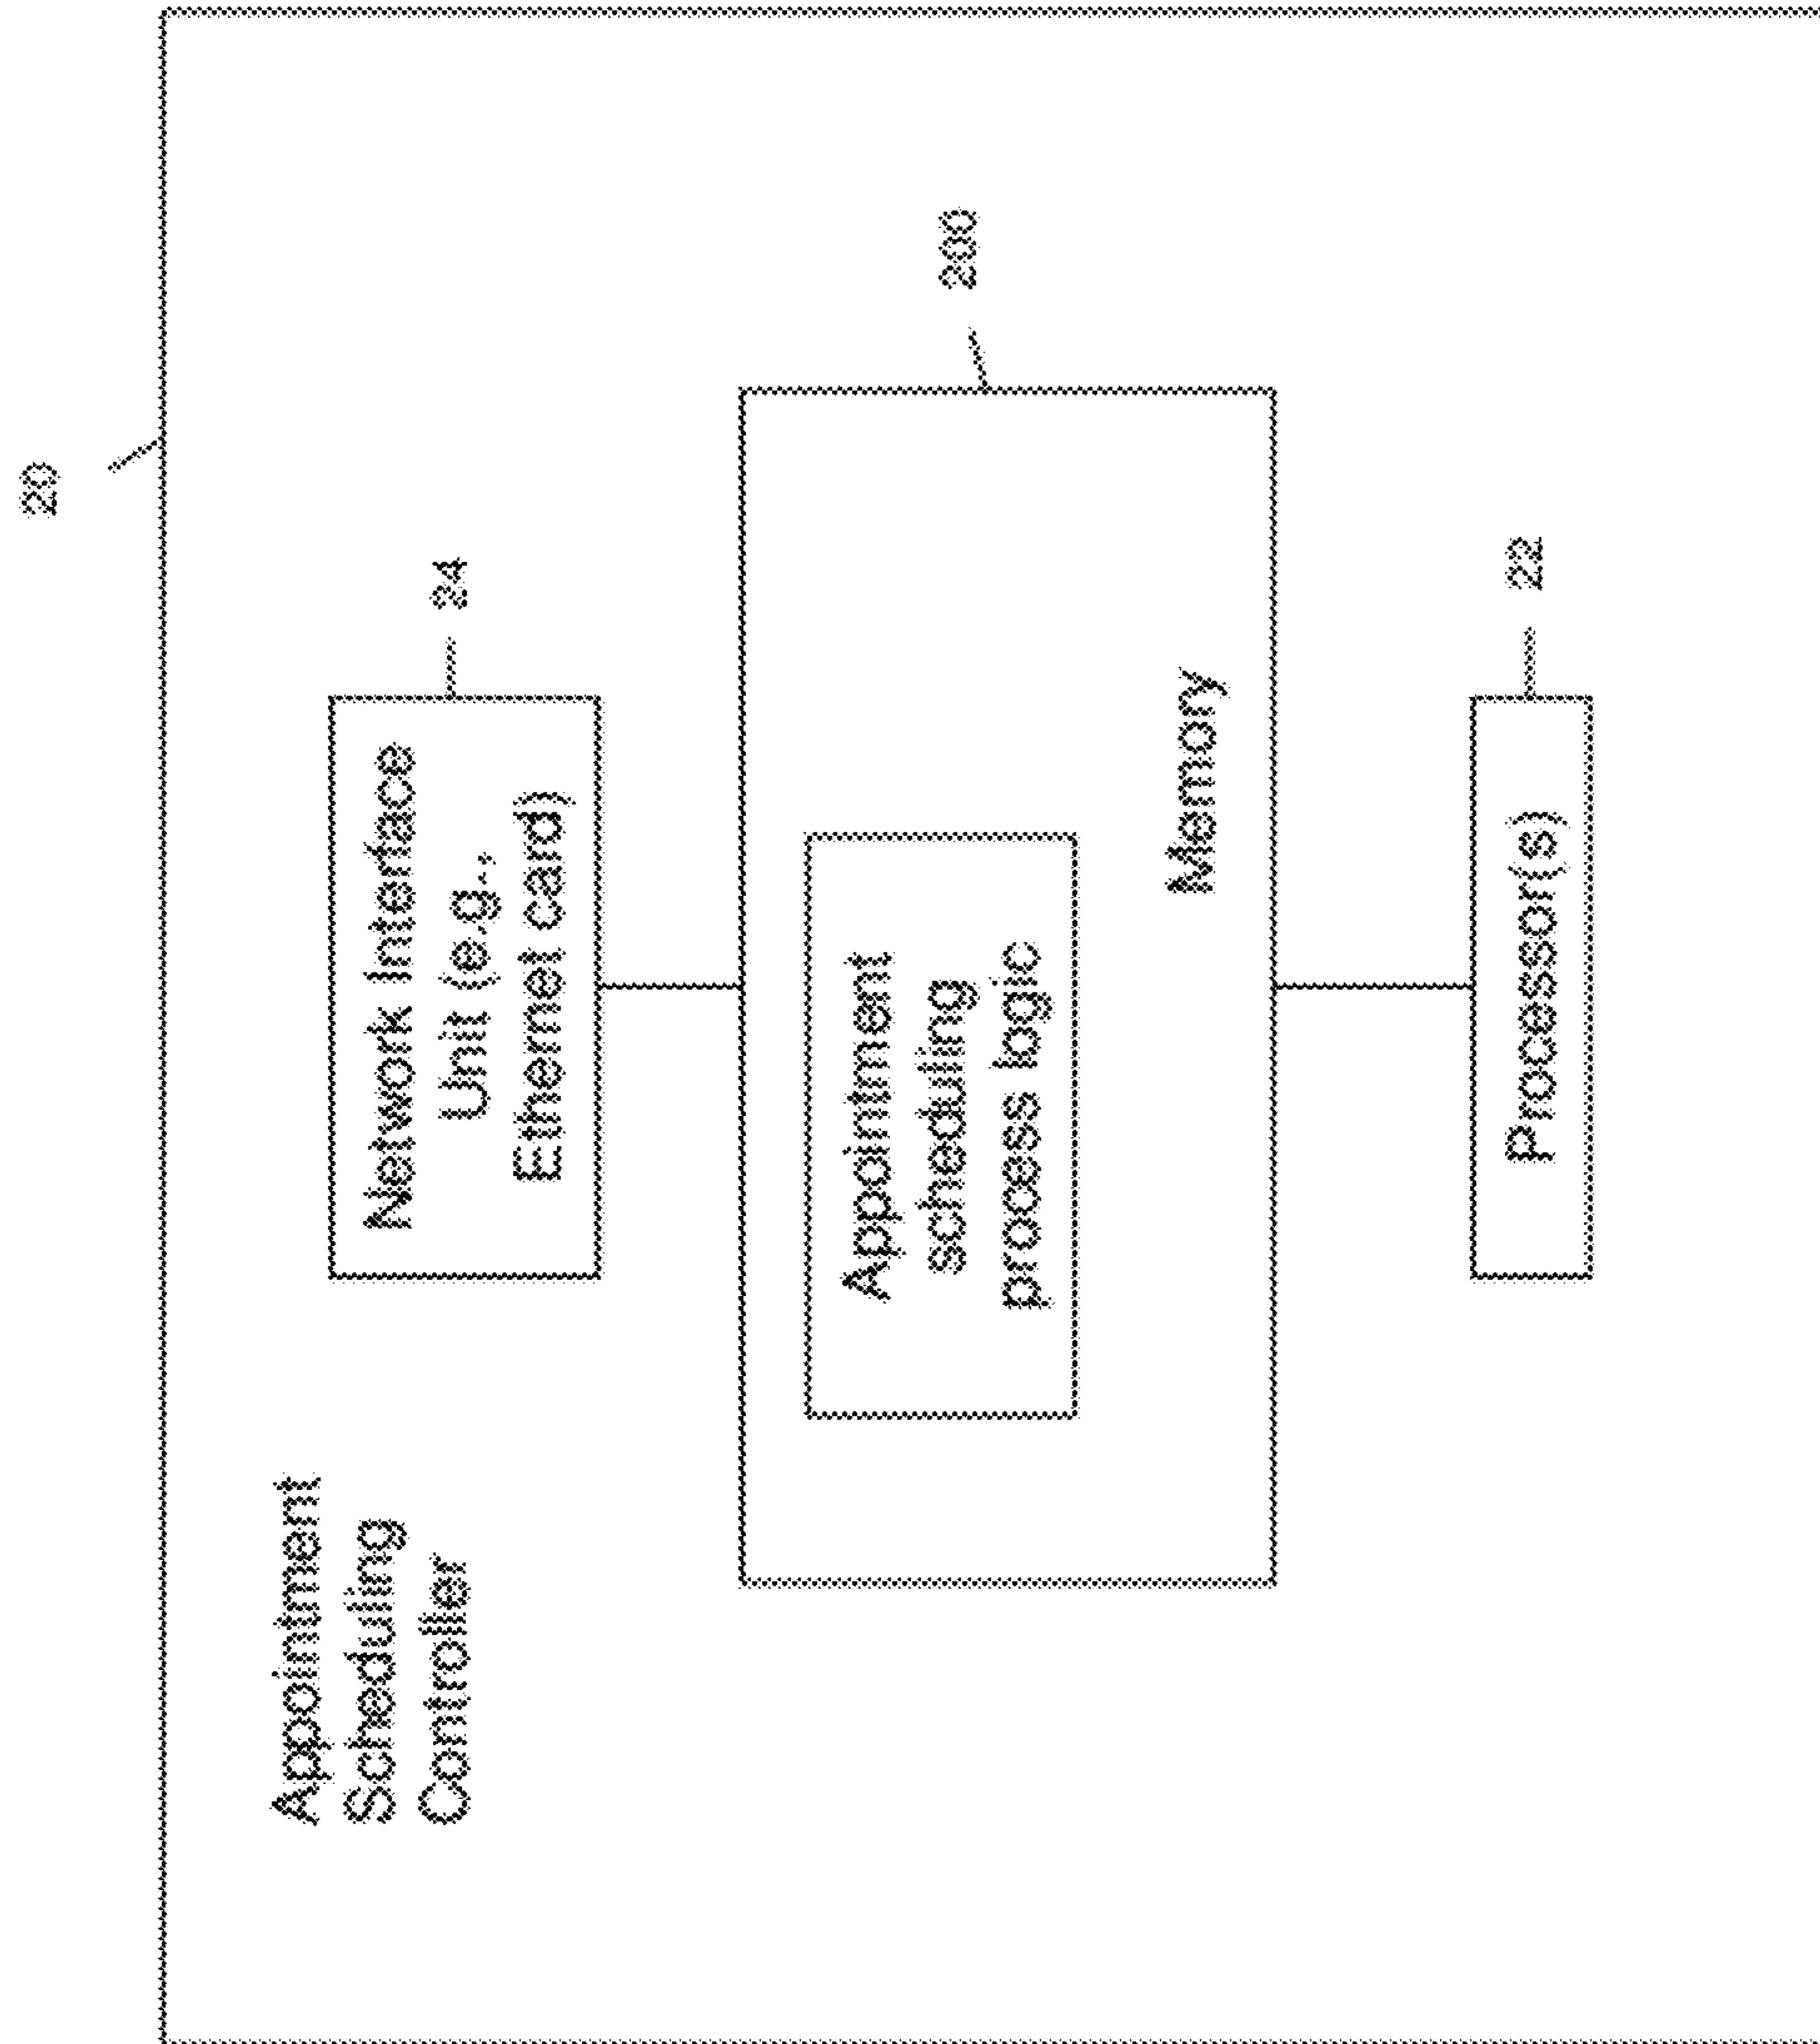 20
Appointment
Scheduling
Controller
Network Interface
Unit (e.g.,
Ethernet card)
24
200
Appointment
scheduling
process logic
Memory
Processor(s)
22